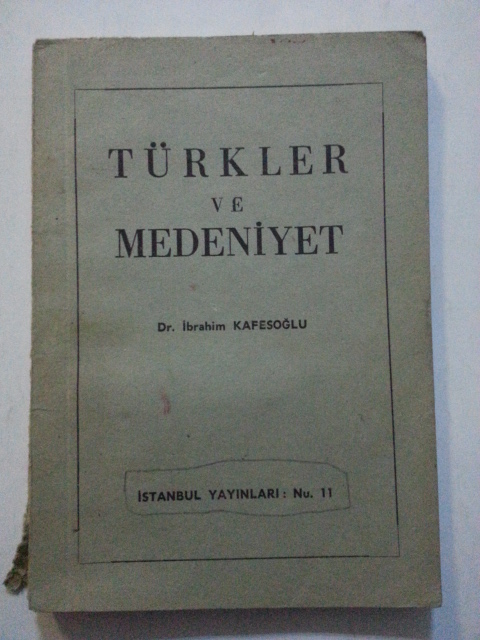 TÜRKLER
VE
MEDENİYET
Dr. İbrahim KAFESOĞLU
İSTANBUL YAYINLARI: Nu. 11